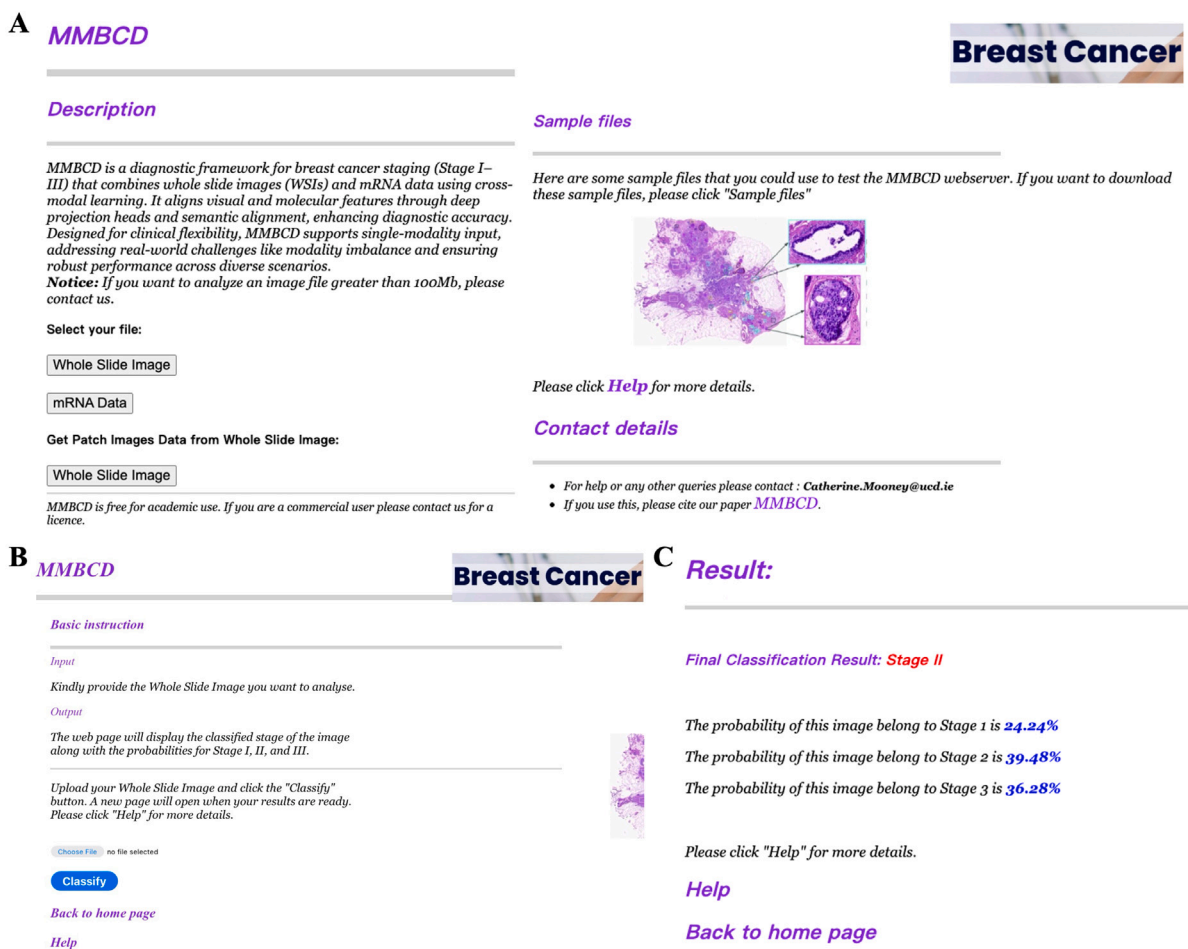 A
MMBCD
Breast Cancer
Description
MMBCD is a diagnostic framework for breast cancer staging (Stage I–
III) that combines whole slide images (WSIs) and mRNA data using cross-
modal learning. It aligns visual and molecular features through deep
projection heads and semantic alignment, enhancing diagnostic accuracy.
Designed for clinical flexibility, MMBCD supports single-modality input,
addressing real-world challenges like modality imbalance and ensuring
robust performance across diverse scenarios.
Notice: If you want to analyze an image file greater than 100Mb, please
contact us.
Select your file:
Whole Slide Image
mRNA Data
Get Patch Images Data from Whole Slide Image:
Whole Slide Image
MMBCD is free for academic use. If you are a commercial user please contact us for a
licence.
Sample files
Here are some sample files that you could use to test the MMBCD webserver. If you want to download
these sample files, please click "Sample files"
Please click Help for more details.
Contact details
• For help or any other queries please contact : Catherine.Mooney@ucd.ie
• If you use this, please cite our paper MMBCD.
B
MMBCD
Breast Cancer
Basic instruction
Input
Kindly provide the Whole Slide Image you want to analyse.
Output
The web page will display the classified stage of the image
along with the probabilities for Stage I, II, and III.
Upload your Whole Slide Image and click the "Classify"
button. A new page will open when your results are ready.
Please click "Help" for more details.
Choose File no file selected
Classify
Back to home page
Help
C
Result:
Final Classification Result: Stage II
The probability of this image belong to Stage 1 is 24.24%
The probability of this image belong to Stage 2 is 39.48%
The probability of this image belong to Stage 3 is 36.28%
Please click "Help" for more details.
Help
Back to home page